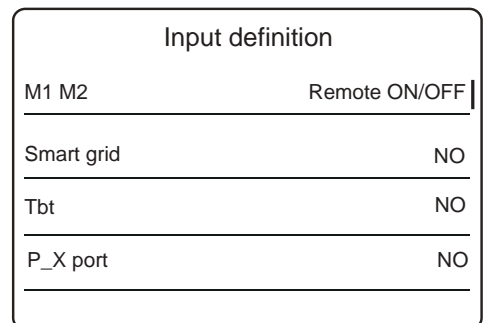 Input definition
M1 M2 Remote ON/OFF
Smart grid NO
Tbt NO
P_X port NO